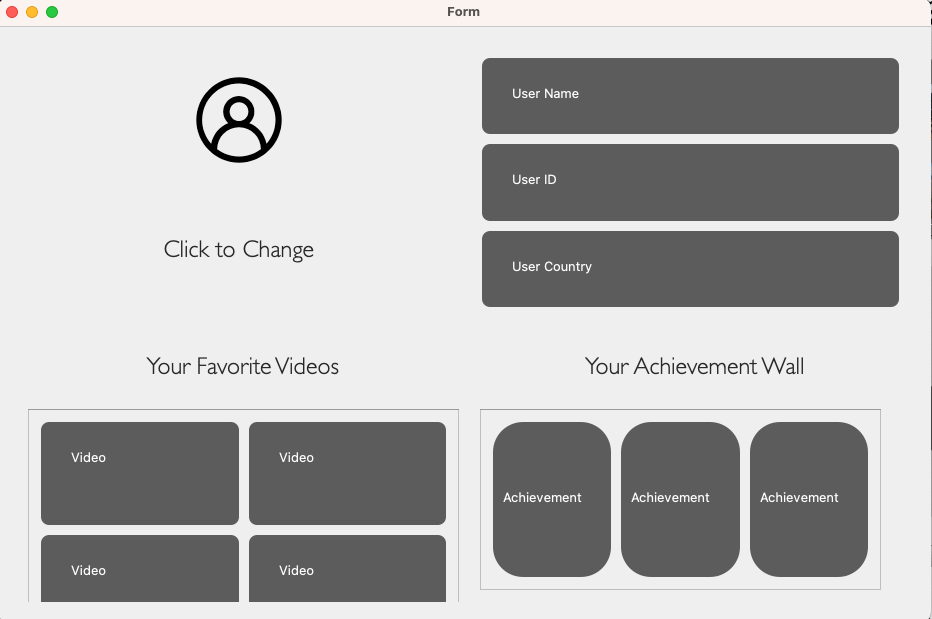 Form
User Name
User ID
User Country
Click to Change
Your Favorite Videos
Your Achievement Wall
Video
Video
Video
Video
Achievement
Achievement
Achievement